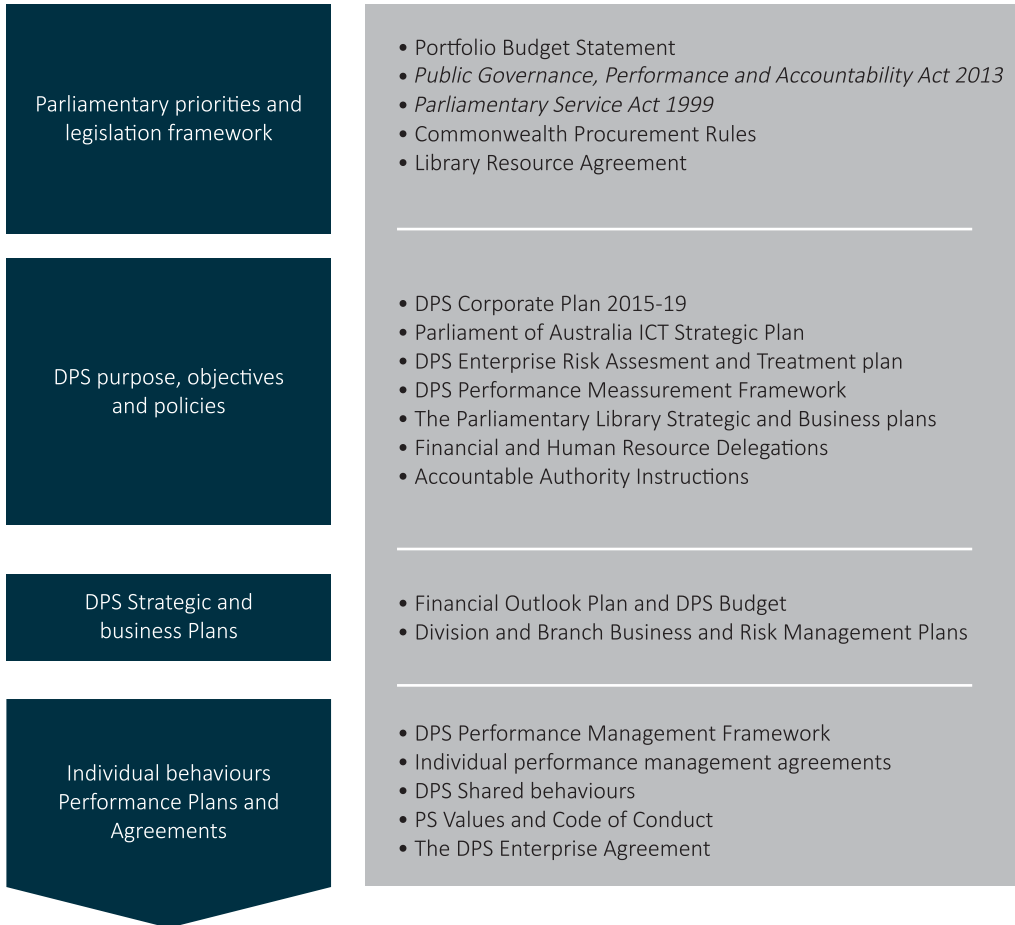 Parliamentary priorities and
legislation framework
• Portfolio Budget Statement
• Public Governance, Performance and Accountability Act 2013
• Parliamentary Service Act 1999
• Commonwealth Procurement Rules
• Library Resource Agreement
DPS purpose, objectives
and policies
• DPS Corporate Plan 2015-19
• Parliament of Australia ICT Strategic Plan
• DPS Enterprise Risk Assesment and Treatment plan
• DPS Performance Meassurement Framework
• The Parliamentary Library Strategic and Business plans
• Financial and Human Resource Delegations
• Accountable Authority Instructions
DPS Strategic and
business Plans
• Financial Outlook Plan and DPS Budget
• Division and Branch Business and Risk Management Plans
Individual behaviours
Performance Plans and
Agreements
• DPS Performance Management Framework
• Individual performance management agreements
• DPS Shared behaviours
• PS Values and Code of Conduct
• The DPS Enterprise Agreement